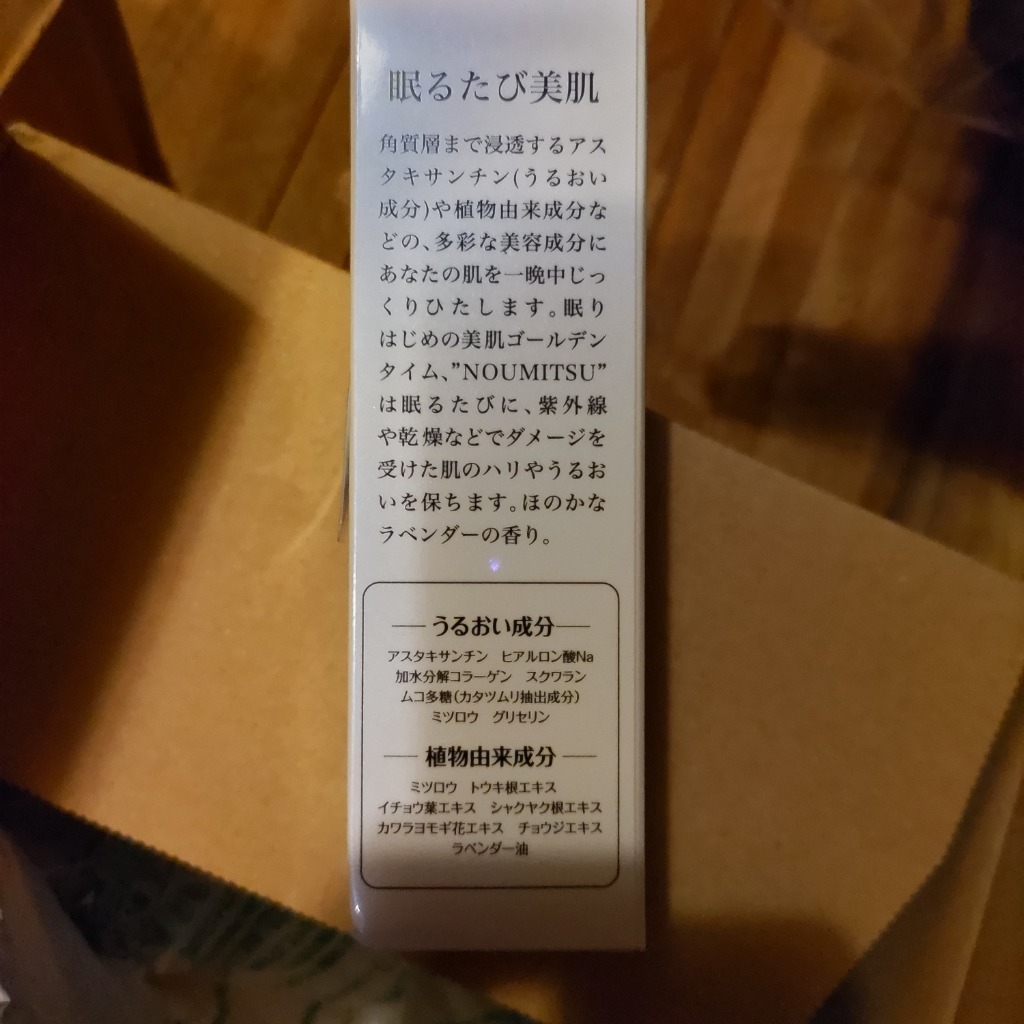 眠るたび美肌
角質層まで浸透するアス
タキサンチン(うるおい
成分)や植物由来成分な
どの、多彩な美容成分に
あなたの肌を一晩中じっ
くりひたします。眠り
はじめの美肌ゴールデン
タイム、”NOUMITSU”
は眠るたびに、紫外線
や乾燥などでダメージを
受けた肌のハリやうるお
いを保ちます。ほのかな
ラベンダーの香り。
うるおい成分
アスタキサンチン　ヒアルロン酸Na
加水分解コラーゲン　スクワラン
ムコ多糖(カタツムリ抽出成分)
ミツロウ　グリセリン
植物由来成分
ミツロウ　トウキ根エキス
イチョウ葉エキス　シャクヤク根エキス
カワラヨモギ花エキス　チョウジエキス
ラベンダー油